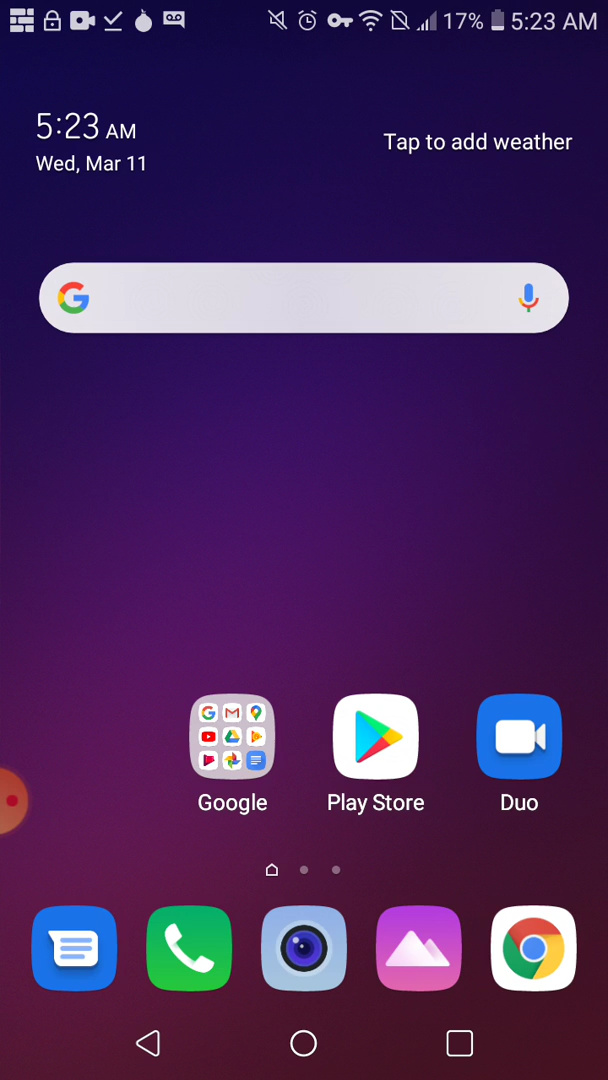 17% 5:23 AM
5:23 AM
Wed, Mar 11
Tap to add weather
Google
Play Store
Duo